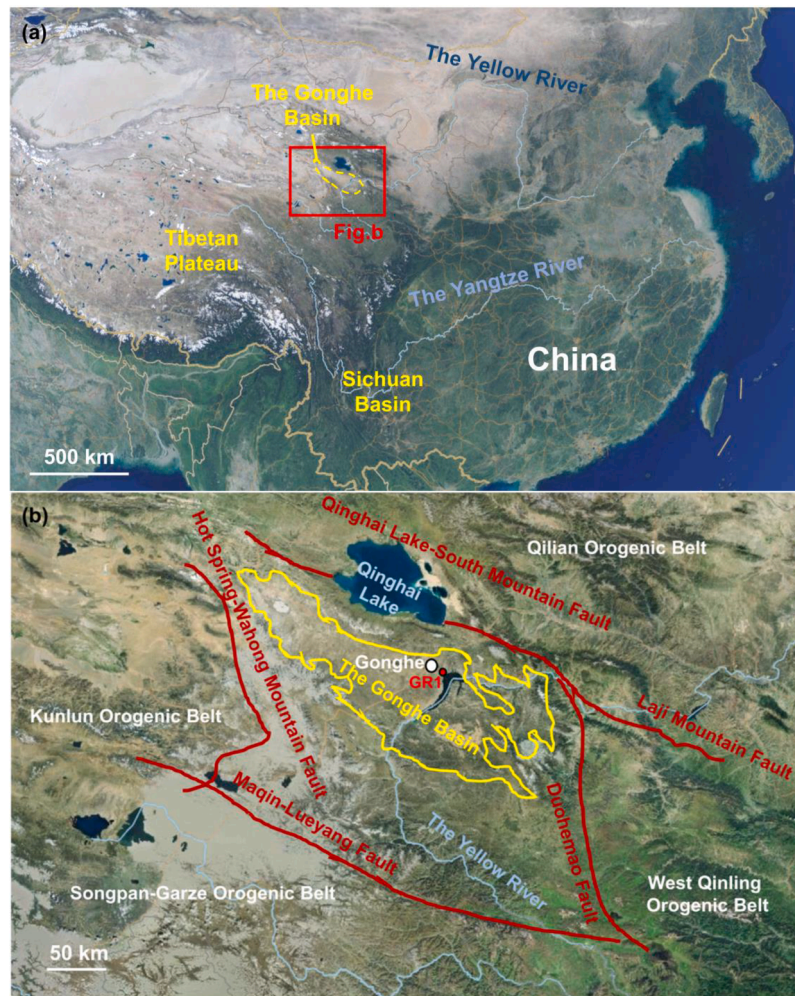 (a)
The Yellow River
The Gonghe
Basin
Fig.b
Tibetan
Plateau
The Yangtze River
China
Sichuan
Basin
500 km
(b)
Hot Spring-Wahong Mountain Fault
Qinghai Lake-South Mountain Fault
Qilian Orogenic Belt
Qinghai
Lake
Gonghe
GR1
The Gonghe Basin
Kunlun Orogenic Belt
Laji Mountain Fault
Maqin-Lueyang Fault
Duohemao Fault
The Yellow River
Songpan-Garze Orogenic Belt
West Qinling
Orogenic Belt
50 km